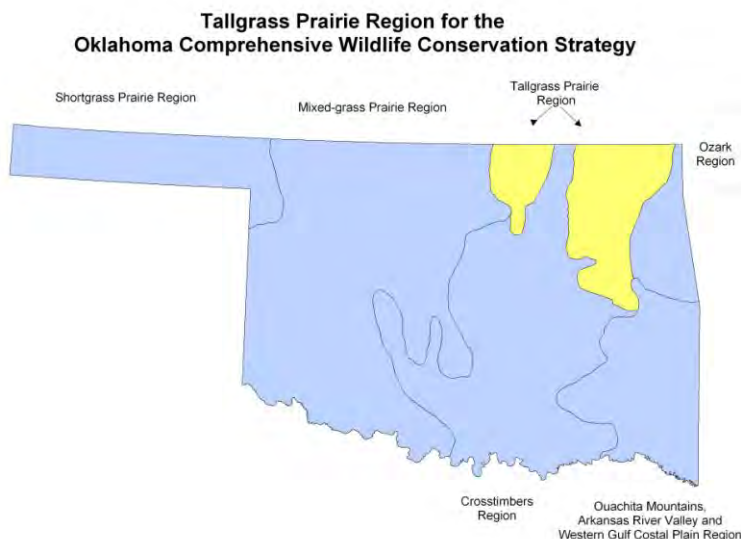 Tallgrass Prairie Region for the
Oklahoma Comprehensive Wildlife Conservation Strategy
Shortgrass Prairie Region
Mixed-grass Prairie Region
Tallgrass Prairie
Region
Ozark
Region
Crosstimbers
Region
Ouachita Mountains,
Arkansas River Valley and
Western Gulf Costal Plain Region